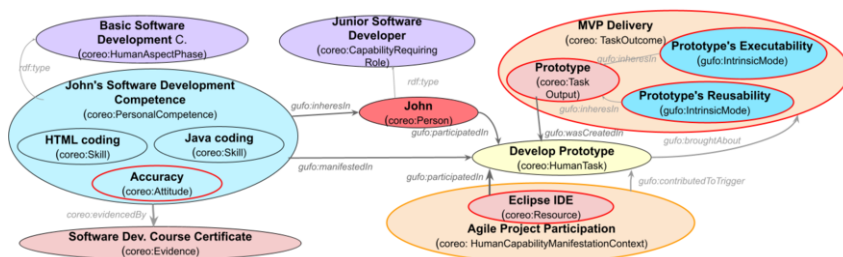 Basic Software
Development C.
(coreo:HumanAspectPhase)
Junior Software
Developer
(coreo:CapabilityRequiring
Role)
MVP Delivery
(coreo: TaskOutcome)
Prototype's Executability
(gufo:IntrinsicMode)
gufo:inheresIn
Prototype
(coreo:Task
Output)
gufo:inheresIn
Prototype's Reusability
(gufo:IntrinsicMode)
rdf:type
rdf:type
John's Software Development
Competence
(coreo:PersonalCompetence)
gufo:inheresIn
John
(coreo:Person)
gufo:participatedIn
gufo:wasCreatedIn
HTML coding
(coreo:Skill)
Java coding
(coreo:Skill)
gufo:manifestedIn
Develop Prototype
(coreo:HumanTask)
gufo:broughtAbout
Accuracy
(coreo:Attitude)
gufo:participatedIn
gufo:contributedToTrigger
coreo:evidencedBy
Eclipse IDE
(coreo:Resource)
Agile Project Participation
(coreo: HumanCapabilityManifestationContext)
Software Dev. Course Certificate
(coreo:Evidence)